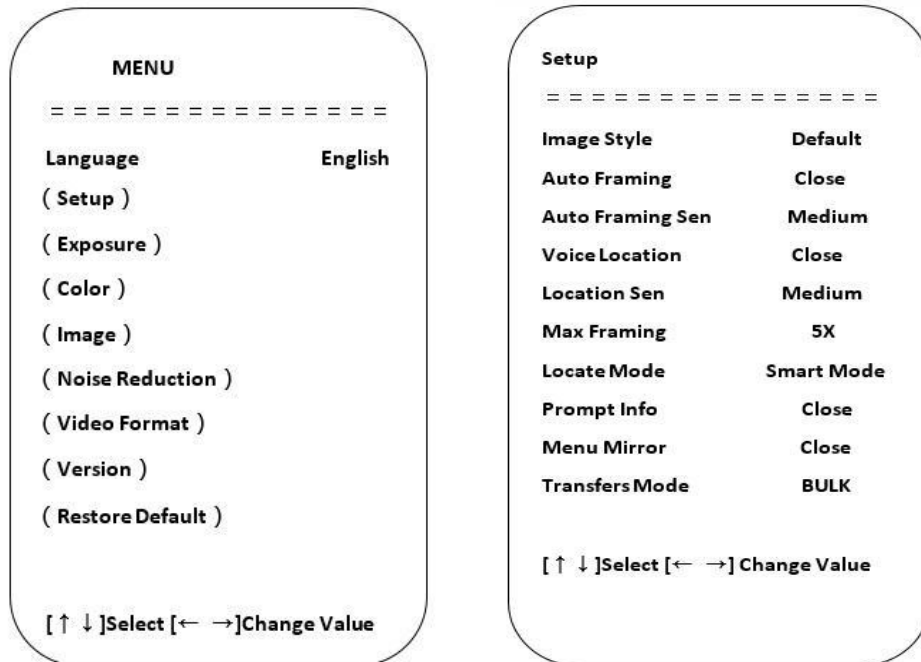 MENU
= = = = = = = = = = = = = = =
Language English
( Setup )
( Exposure )
( Color )
( Image )
( Noise Reduction )
( Video Format )
( Version )
( Restore Default )
[ ↑ ↓ ]Select [← →]Change Value
Setup
= = = = = = = = = = = = = = =
Image Style Default
Auto Framing Close
Auto Framing Sen Medium
Voice Location Close
Location Sen Medium
Max Framing 5X
Locate Mode Smart Mode
Prompt Info Close
Menu Mirror Close
Transfers Mode BULK
[ ↑ ↓ ]Select [← →] Change Value